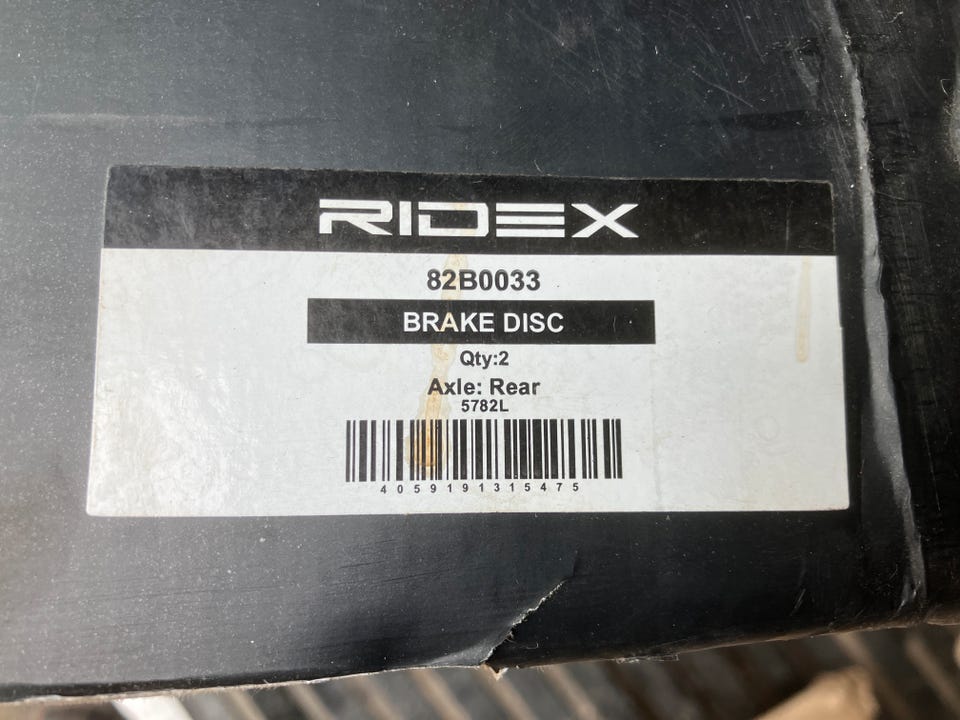 RIDEX
82B0033
BRAKE DISC
Qty:2
Axle: Rear
5782L
4059191315475